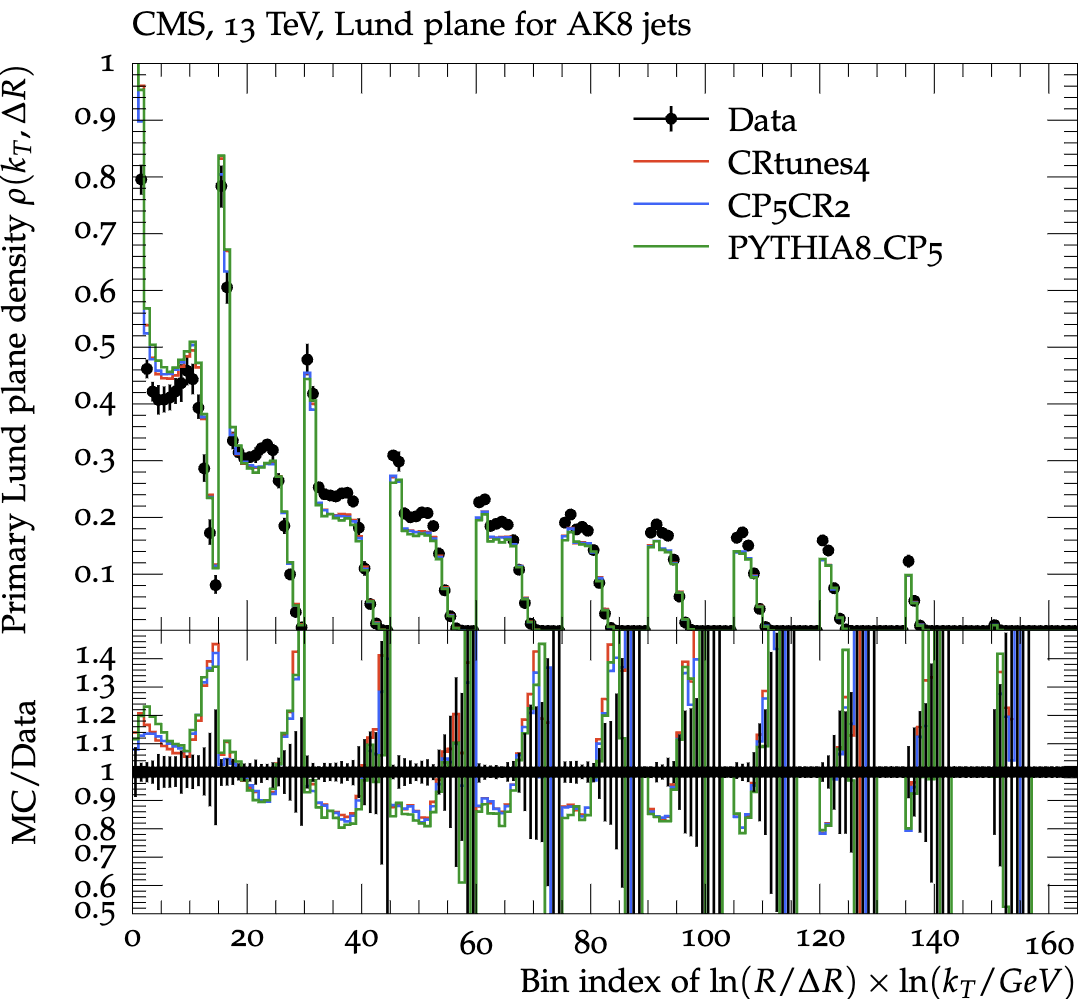 CMS, 13 TeV, Lund plane for AK8 jets
Primary Lund plane density ρ(k_T, ΔR)
1
0.9
0.8
0.7
0.6
0.5
0.4
0.3
0.2
0.1
Data
CRtunes4
CP5CR2
PYTHIA8_CP5
MC/Data
1.4
1.3
1.2
1.1
1
0.9
0.8
0.7
0.6
0.5
0 20 40 60 80 100 120 140 160
Bin index of ln(R/ΔR) × ln(k_T/GeV)